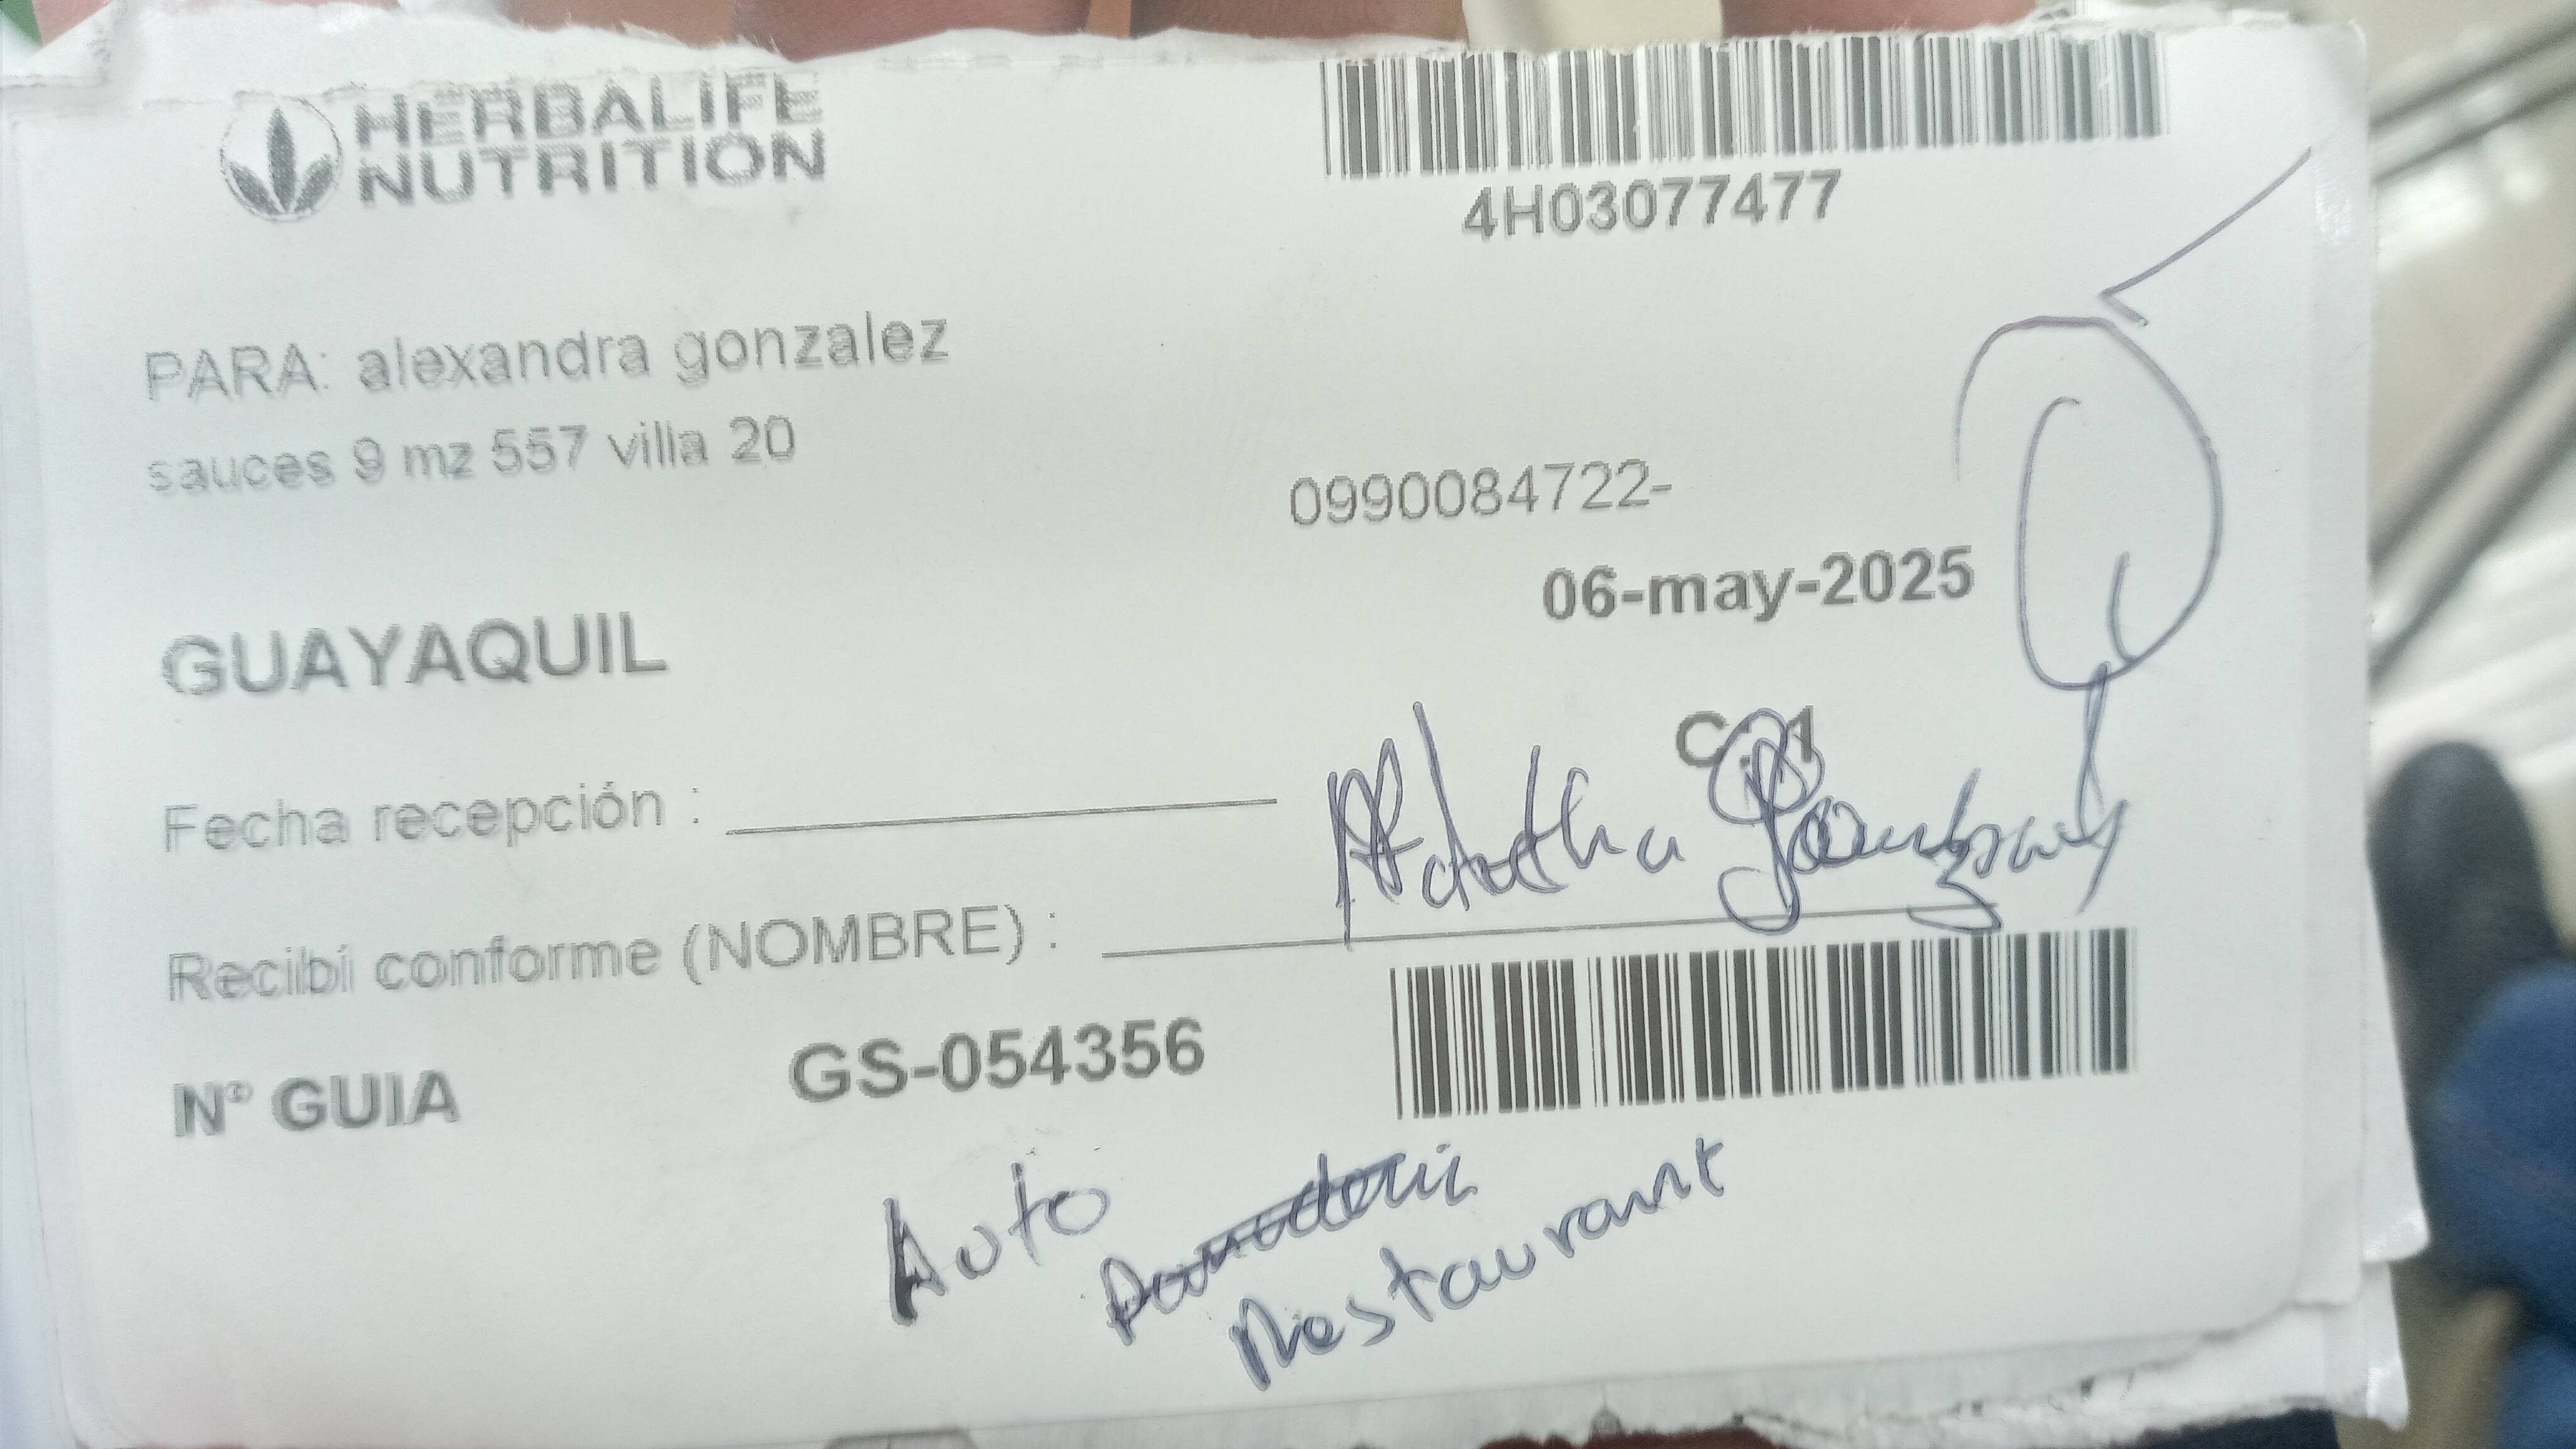 HERBALIFE
NUTRITION
4H03077477
PARA: alexandra gonzalez
sauces 9 mz 557 villa 20
0990084722-
06-may-2025
GUAYAQUIL
Fecha recepción :
Recibí conforme (NOMBRE) :
N° GUIA GS-054356
Auto
Restaurant